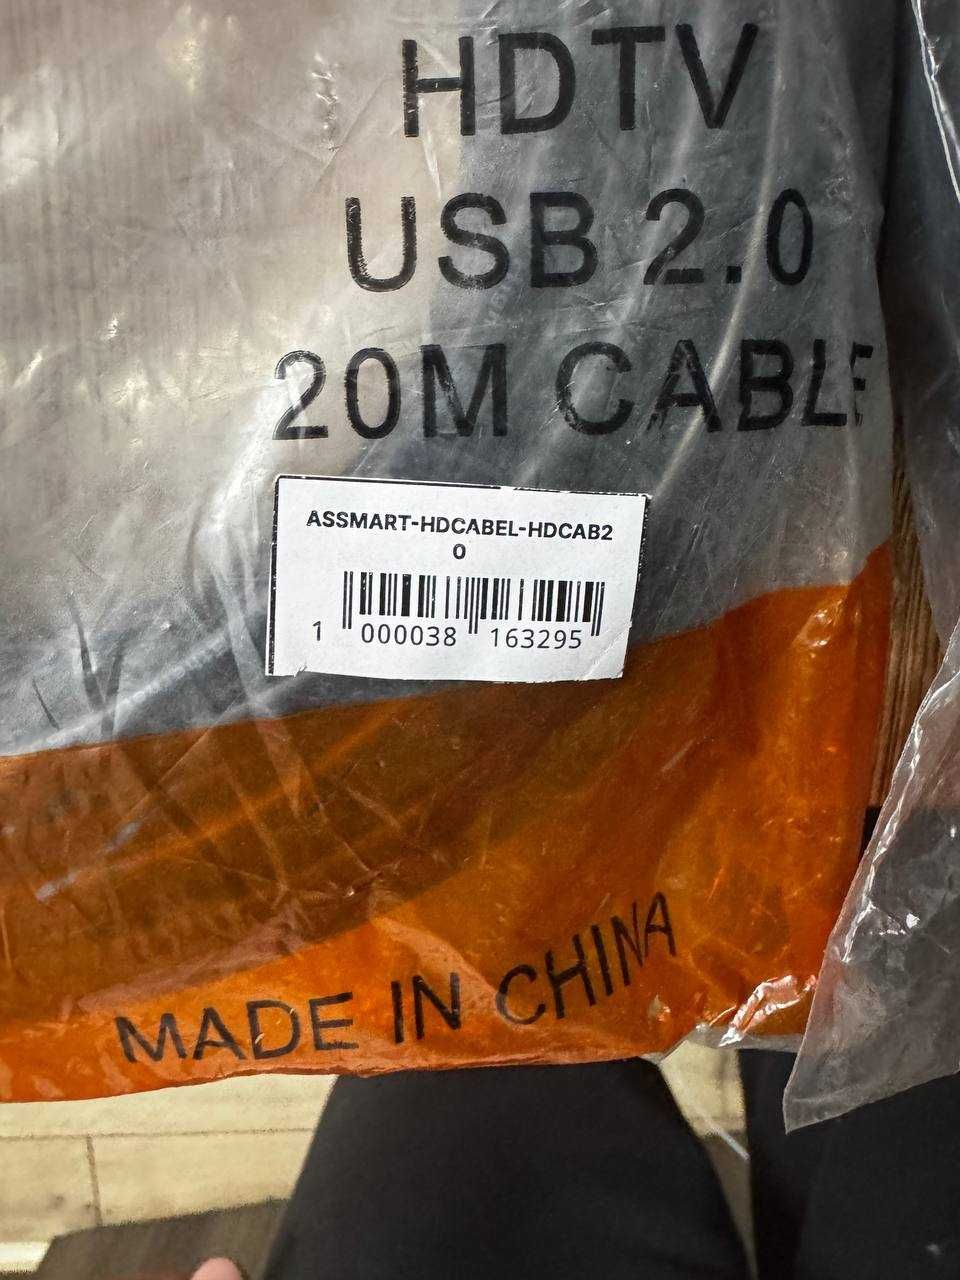 HDTV
USB 2.0
20M CABLE
ASSMART-HDCABEL-HDCAB2
0
1 000038 163295
MADE IN CHINA